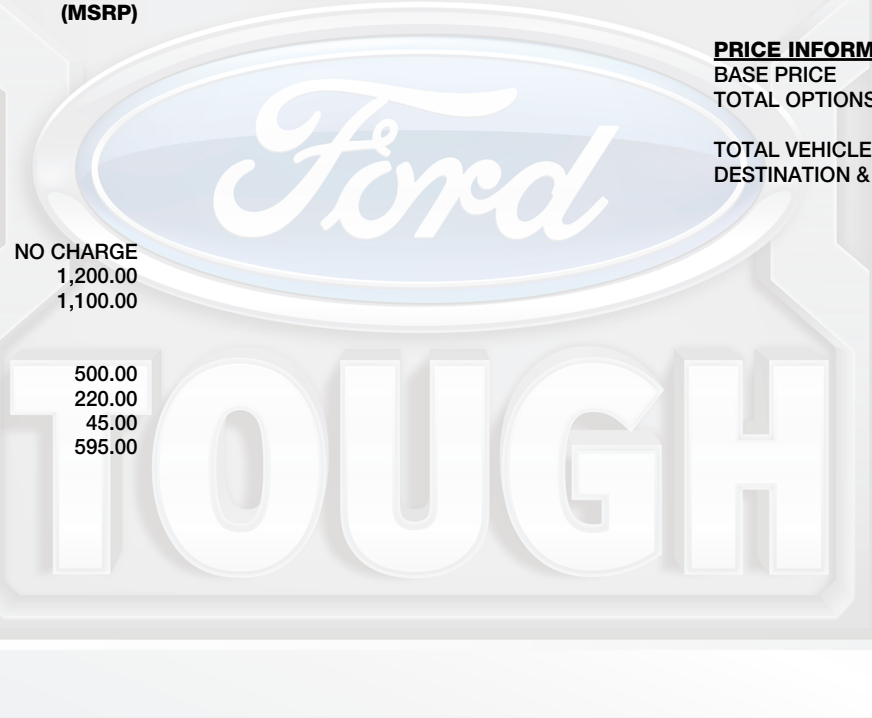 (MSRP)
PRICE INFORM
BASE PRICE
TOTAL OPTIONS
TOTAL VEHICLE
DESTINATION &
Ford
NO CHARGE
1,200.00
1,100.00
500.00
220.00
45.00
595.00
TOUGH